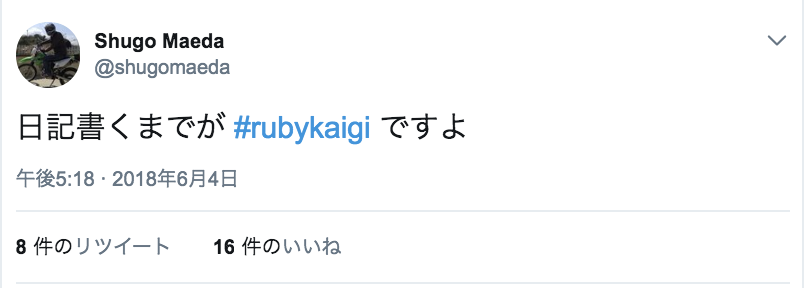 Shugo Maeda
@shugomaeda
日記書くまでが #rubykaigi ですよ
午後5:18 · 2018年6月4日
8 件のリツイート 16 件のいいね